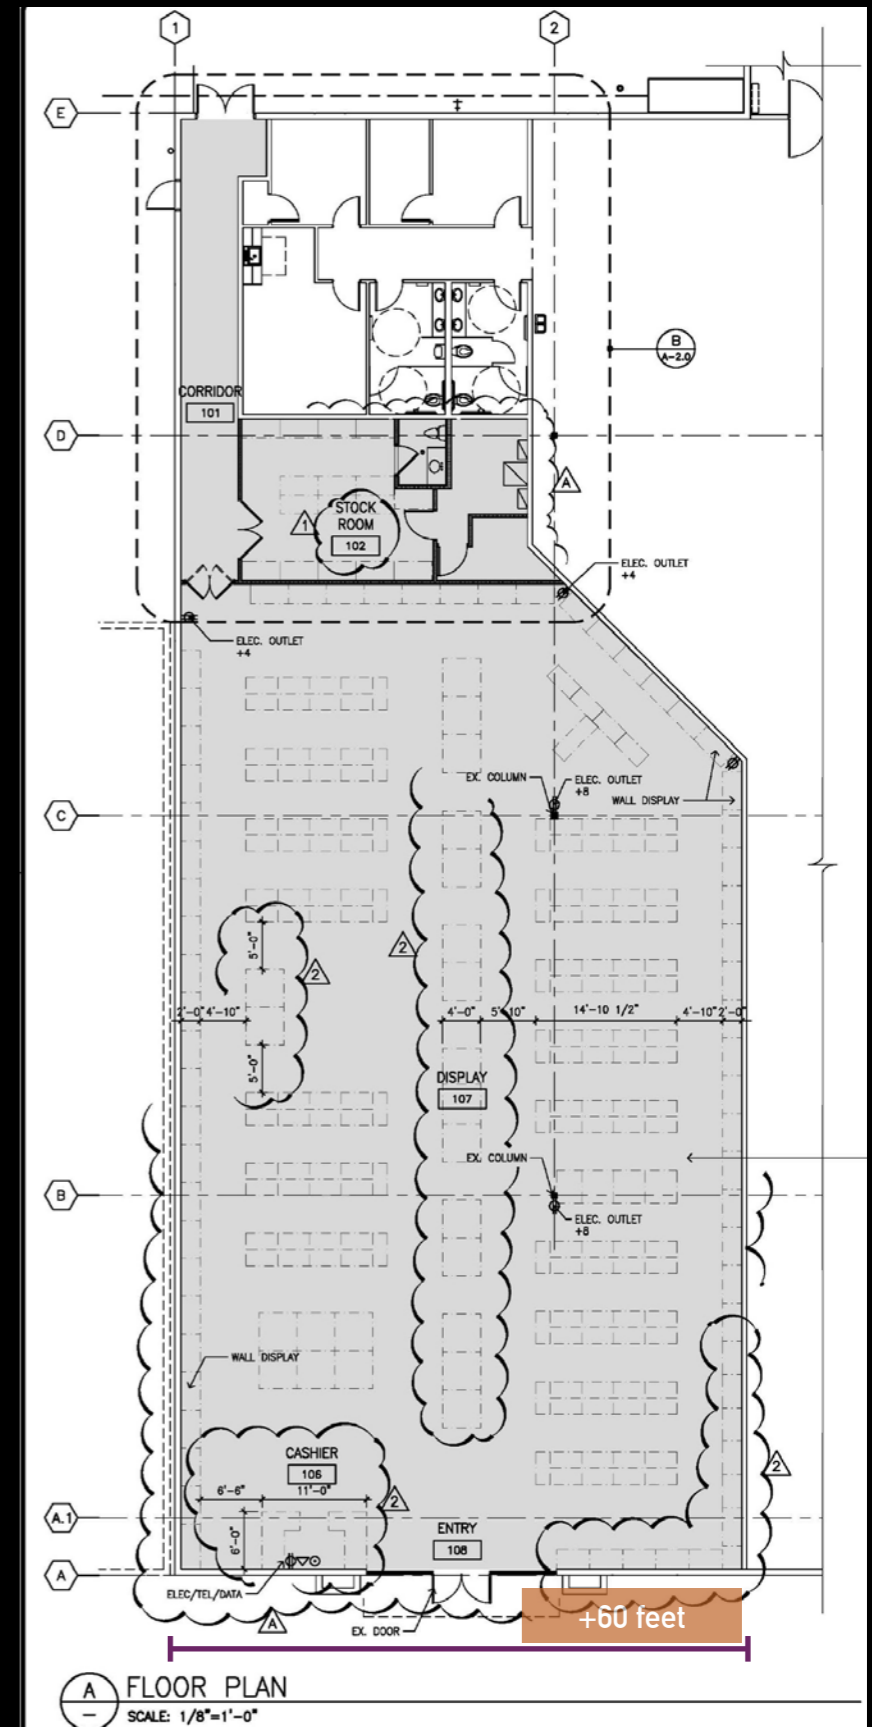 1
2
E
B
A-2.0
CORRIDOR
101
D
A
STOCK
ROOM
102
1
ELEC. OUTLET
+4
ELEC. OUTLET
+4
EX. COLUMN
ELEC. OUTLET
+8
WALL DISPLAY
C
5'-0"
2
2
2'-0"
4'-10"
4'-0"
5'-10"
14'-10 1/2"
4'-10"
2'-0"
5'-0"
DISPLAY
107
EX. COLUMN
B
ELEC. OUTLET
+8
WALL DISPLAY
CASHIER
106
2
6'-6"
11'-0"
2
A.1
6'-0"
ENTRY
108
A
ELEC/TEL/DATA
A
EX. DOOR
+60 feet
A
FLOOR PLAN
SCALE: 1/8"=1'-0"